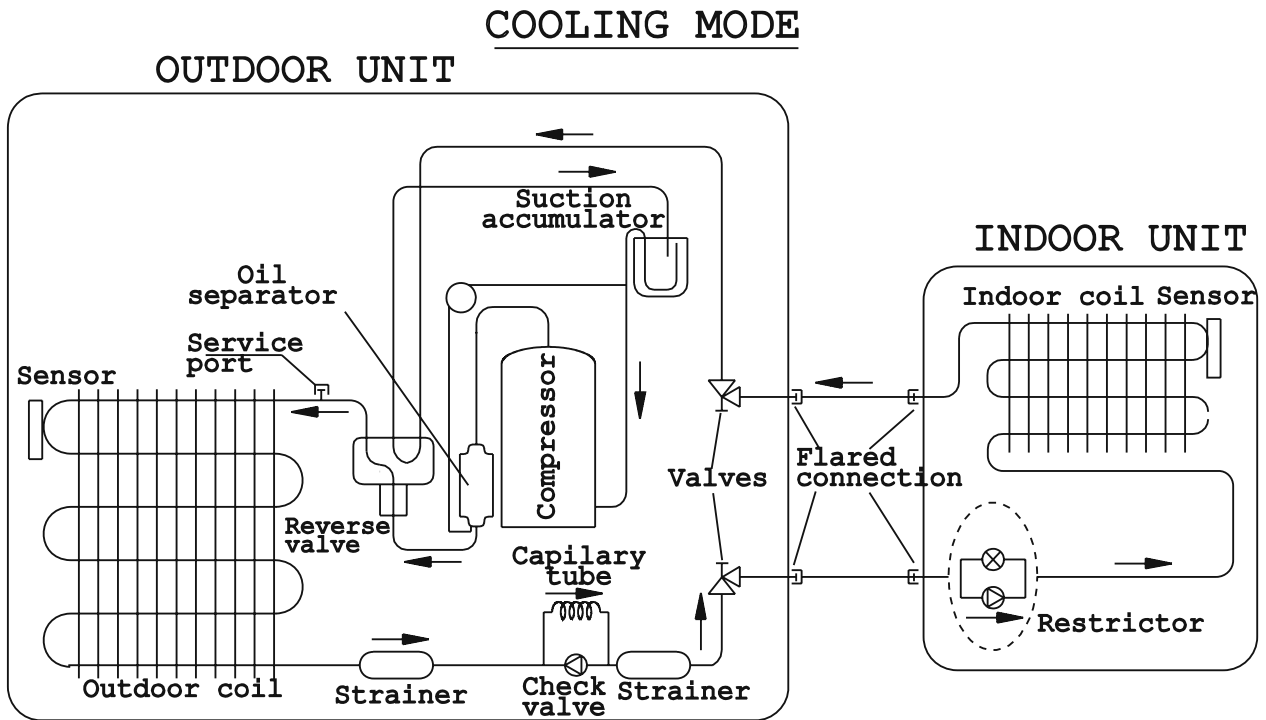 COOLING MODE
OUTDOOR UNIT
Suction
accumulator
INDOOR UNIT
Oil
separator
Indoor coil
Sensor
Service
port
Sensor
Compressor
Valves
Flared
connection
Reverse
valve
Capilary
tube
Restrictor
Outdoor coil
Strainer
Check
valve
Strainer